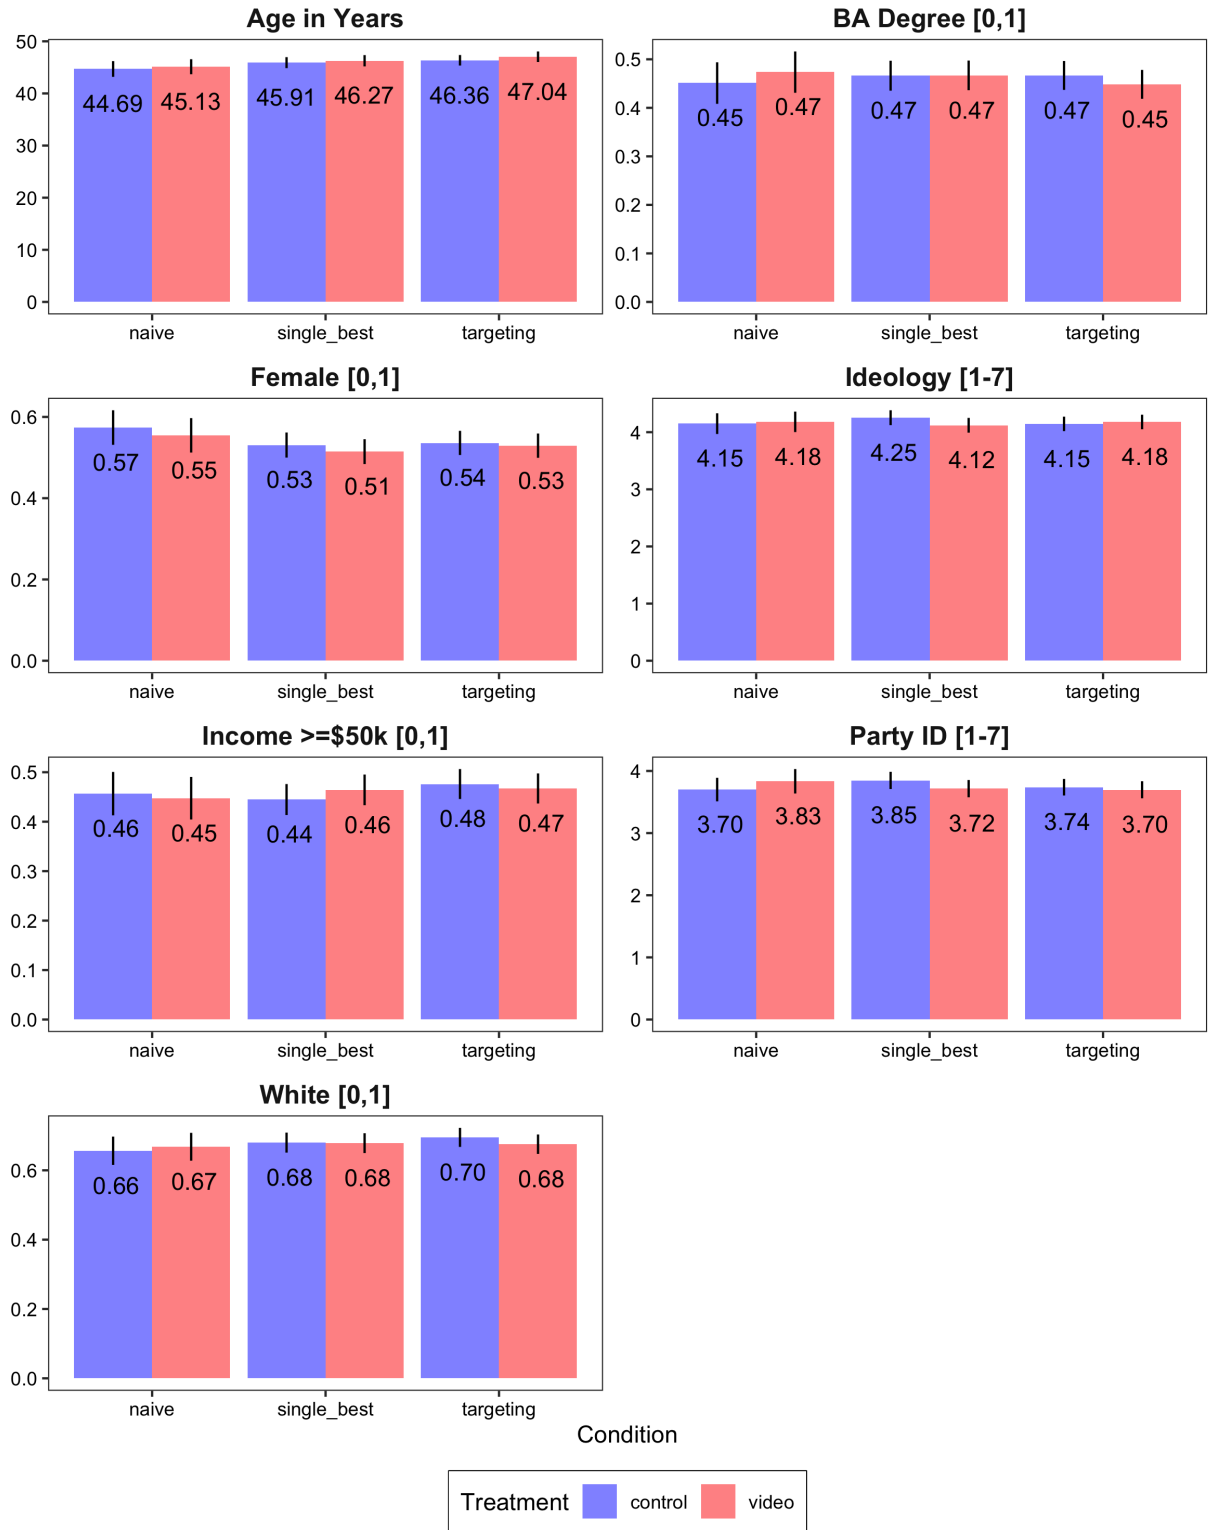 Age in Years
50
40
30
20
10
0
44.69 45.13 45.91 46.27 46.36 47.04
naive single_best targeting
BA Degree [0,1]
0.5
0.4
0.3
0.2
0.1
0.0
0.45 0.47 0.47 0.47 0.47 0.45
naive single_best targeting
Female [0,1]
0.6
0.4
0.2
0.0
0.57 0.55 0.53 0.51 0.54 0.53
naive single_best targeting
Ideology [1-7]
4
3
2
1
0
4.15 4.18 4.25 4.12 4.15 4.18
naive single_best targeting
Income >=$50k [0,1]
0.5
0.4
0.3
0.2
0.1
0.0
0.46 0.45 0.44 0.46 0.48 0.47
naive single_best targeting
Party ID [1-7]
4
3
2
1
0
3.70 3.83 3.85 3.72 3.74 3.70
naive single_best targeting
White [0,1]
0.6
0.4
0.2
0.0
0.66 0.67 0.68 0.68 0.70 0.68
naive single_best targeting
Condition
Treatment control video